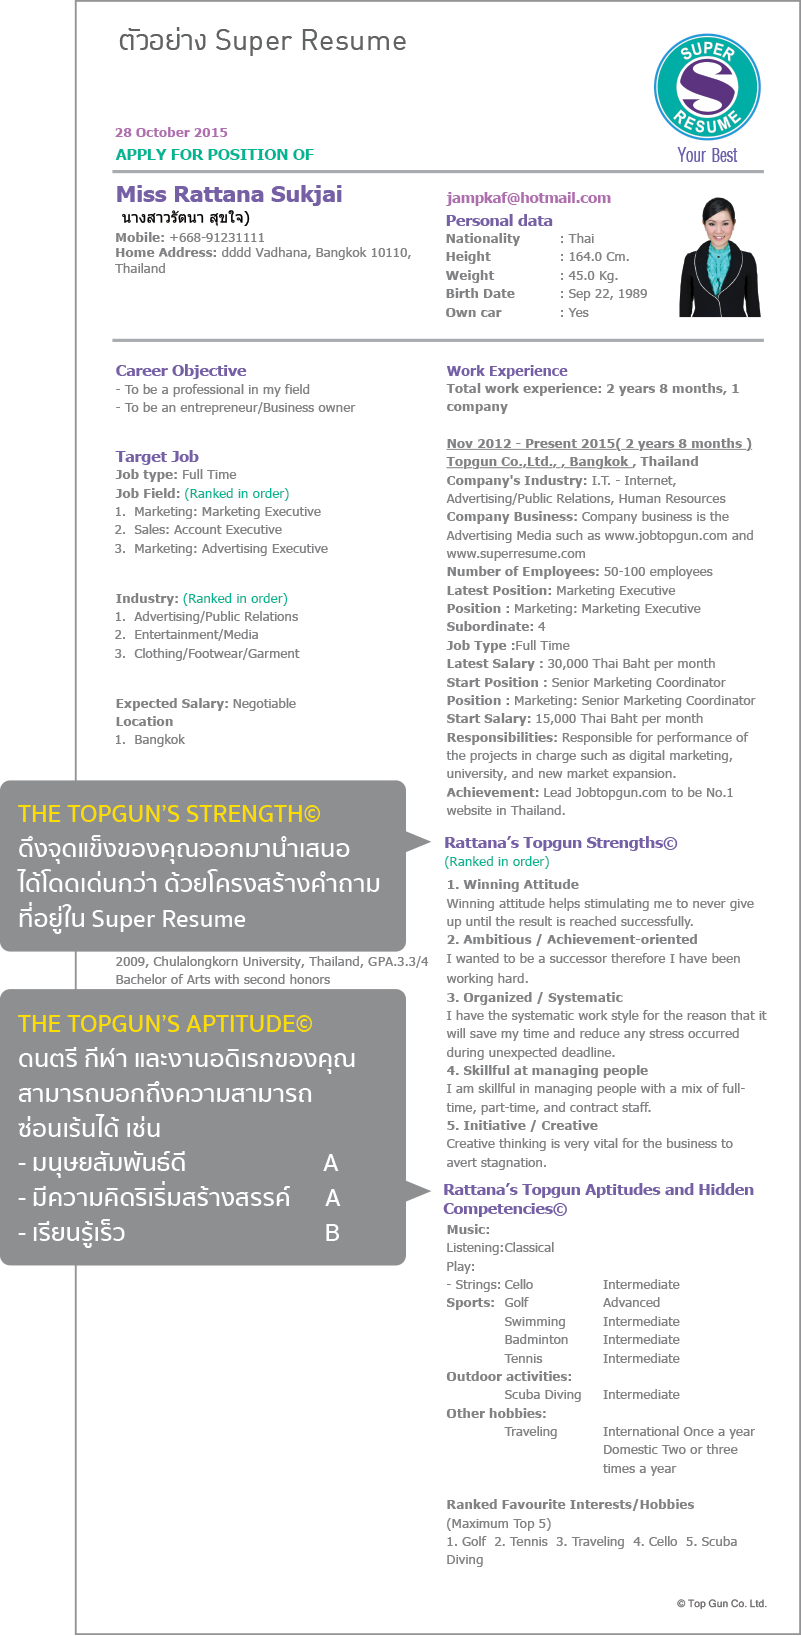 ตัวอย่าง Super Resume
SUPER
S
RESUME
Your Best
28 October 2015
APPLY FOR POSITION OF
Miss Rattana Sukjai
นางสาวรัตนา สุขใจ)
Mobile: +668-91231111
Home Address: dddd Vadhana, Bangkok 10110,
Thailand
jampkaf@hotmail.com
Personal data
Nationality : Thai
Height : 164.0 Cm.
Weight : 45.0 Kg.
Birth Date : Sep 22, 1989
Own car : Yes
Career Objective
- To be a professional in my field
- To be an entrepreneur/Business owner
Target Job
Job type: Full Time
Job Field: (Ranked in order)
1. Marketing: Marketing Executive
2. Sales: Account Executive
3. Marketing: Advertising Executive
Industry: (Ranked in order)
1. Advertising/Public Relations
2. Entertainment/Media
3. Clothing/Footwear/Garment
Expected Salary: Negotiable
Location
1. Bangkok
THE TOPGUN'S STRENGTH©
ดึงจุดแข็งของคุณออกมานำเสนอ
ได้โดดเด่นกว่า ด้วยโครงสร้างคำถาม
ที่อยู่ใน Super Resume
2009, Chulalongkorn University, Thailand, GPA.3.3/4
Bachelor of Arts with second honors
THE TOPGUN'S APTITUDE©
ดนตรี กีฬา และงานอดิเรกของคุณ
สามารถบอกถึงความสามารถ
ซ่อนเร้นได้ เช่น
- มนุษยสัมพันธ์ดี A
- มีความคิดริเริ่มสร้างสรรค์ A
- เรียนรู้เร็ว B
Work Experience
Total work experience: 2 years 8 months, 1
company
Nov 2012 - Present 2015( 2 years 8 months )
Topgun Co.,Ltd., , Bangkok , Thailand
Company's Industry: I.T. - Internet,
Advertising/Public Relations, Human Resources
Company Business: Company business is the
Advertising Media such as www.jobtopgun.com and
www.superresume.com
Number of Employees: 50-100 employees
Latest Position: Marketing Executive
Position : Marketing: Marketing Executive
Subordinate: 4
Job Type :Full Time
Latest Salary : 30,000 Thai Baht per month
Start Position : Senior Marketing Coordinator
Position : Marketing: Senior Marketing Coordinator
Start Salary: 15,000 Thai Baht per month
Responsibilities: Responsible for performance of
the projects in charge such as digital marketing,
university, and new market expansion.
Achievement: Lead Jobtopgun.com to be No.1
website in Thailand.
Rattana's Topgun Strengths©
(Ranked in order)
1. Winning Attitude
Winning attitude helps stimulating me to never give
up until the result is reached successfully.
2. Ambitious / Achievement-oriented
I wanted to be a successor therefore I have been
working hard.
3. Organized / Systematic
I have the systematic work style for the reason that it
will save my time and reduce any stress occurred
during unexpected deadline.
4. Skillful at managing people
I am skillful in managing people with a mix of full-
time, part-time, and contract staff.
5. Initiative / Creative
Creative thinking is very vital for the business to
avert stagnation.
Rattana's Topgun Aptitudes and Hidden
Competencies©
Music:
Listening:Classical
Play:
- Strings: Cello Intermediate
Sports: Golf Advanced
Swimming Intermediate
Badminton Intermediate
Tennis Intermediate
Outdoor activities:
Scuba Diving Intermediate
Other hobbies:
Traveling International Once a year
Domestic Two or three
times a year
Ranked Favourite Interests/Hobbies
(Maximum Top 5)
1. Golf 2. Tennis 3. Traveling 4. Cello 5. Scuba
Diving
© Top Gun Co. Ltd.